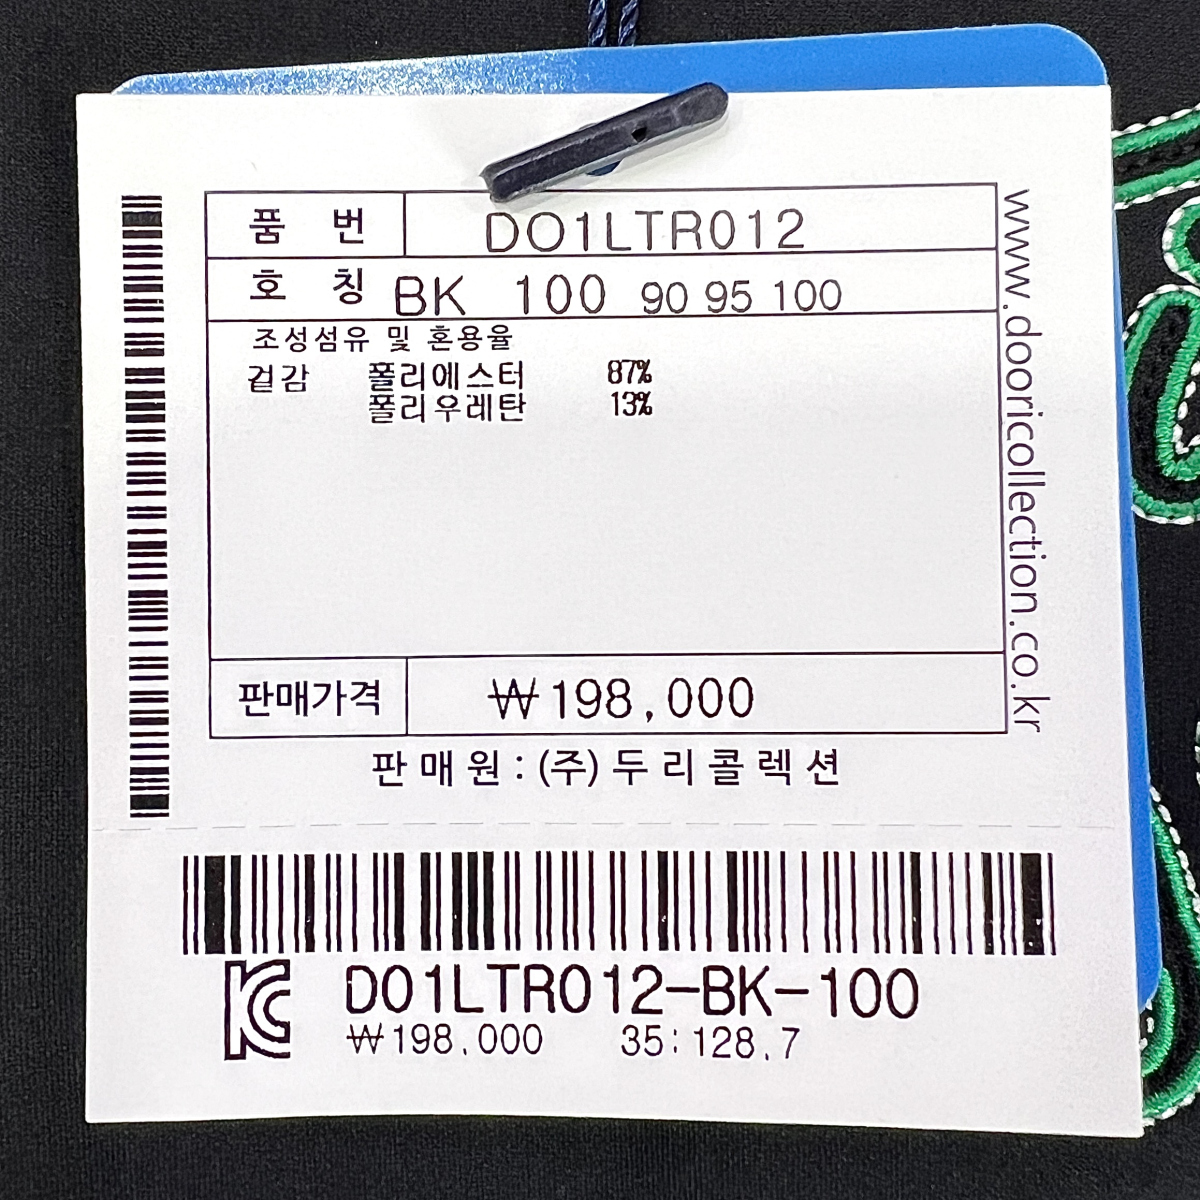 품 번 DO1LTR012
호 칭 BK 100 90 95 100
조성섬유 및 혼용율
겉감 폴리에스터 87%
폴리우레탄 13%
판매가격 ₩198,000
판매원:(주)두리콜렉션
www.dooricollection.co.kr
KC DO1LTR012-BK-100
₩198,000 35:128.7